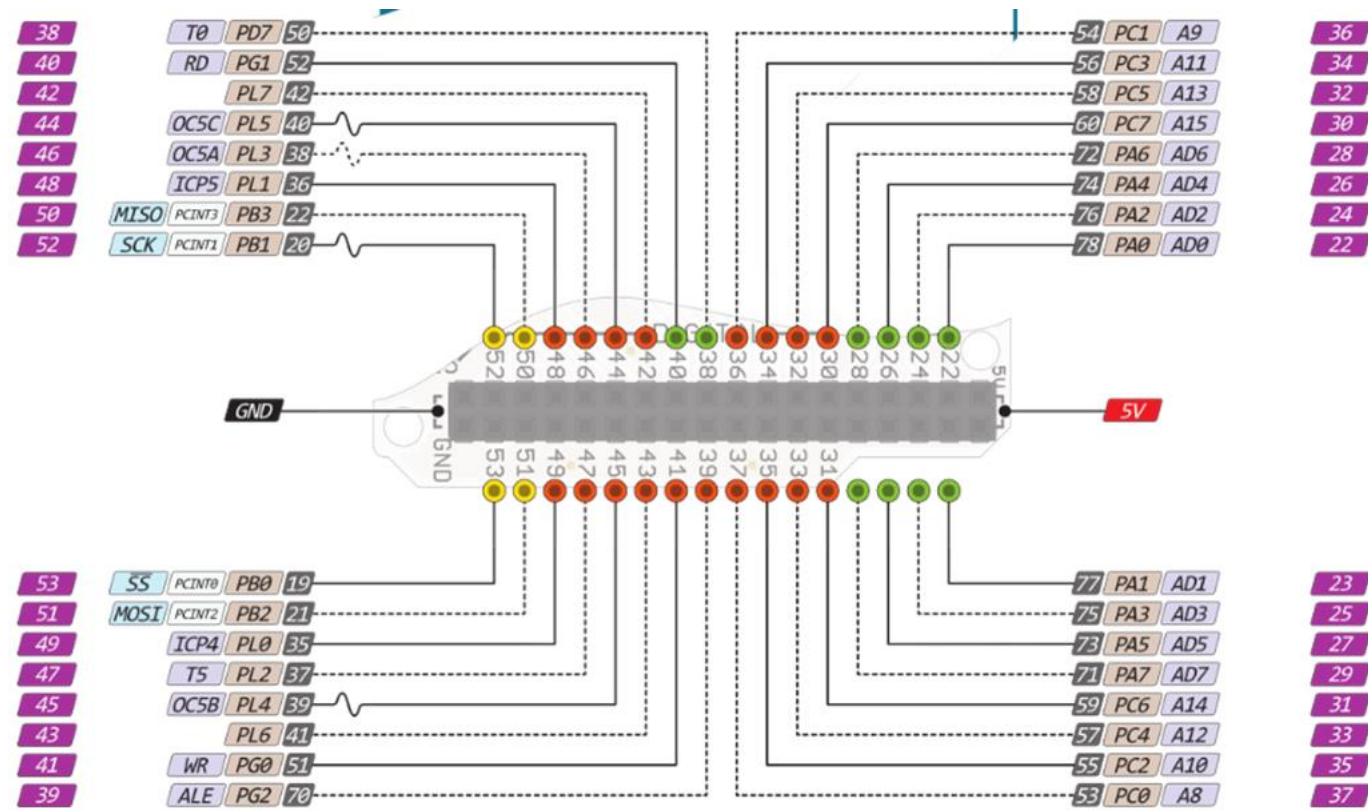 38 T0 PD7 50 54 PC1 A9 36
40 RD PG1 52 56 PC3 A11 34
42 PL7 42 58 PC5 A13 32
44 OC5C PL5 40 60 PC7 A15 30
46 OC5A PL3 38 72 PA6 AD6 28
48 ICP5 PL1 36 74 PA4 AD4 26
50 MISO PCINT3 PB3 22 76 PA2 AD2 24
52 SCK PCINT1 PB1 20 78 PA0 AD0 22
DIGITAL
52 50 48 46 44 42 40 38 36 34 32 30 28 26 24 22 5V
GND 5V
GND 53 51 49 47 45 43 41 39 37 35 33 31
53 SS PCINT0 PB0 19 77 PA1 AD1 23
51 MOSI PCINT2 PB2 21 75 PA3 AD3 25
49 ICP4 PL0 35 73 PA5 AD5 27
47 T5 PL2 37 71 PA7 AD7 29
45 OC5B PL4 39 59 PC6 A14 31
43 PL6 41 57 PC4 A12 33
41 WR PG0 51 55 PC2 A10 35
39 ALE PG2 70 53 PC0 A8 37